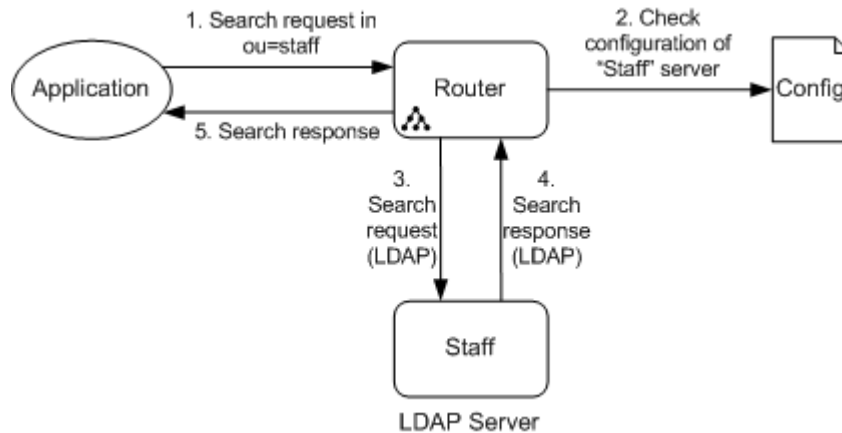 1. Search request in
ou=staff
2. Check
configuration of
"Staff" server
Application
Router
Config
5. Search response
3.
Search
request
(LDAP)
4.
Search
response
(LDAP)
Staff
LDAP Server